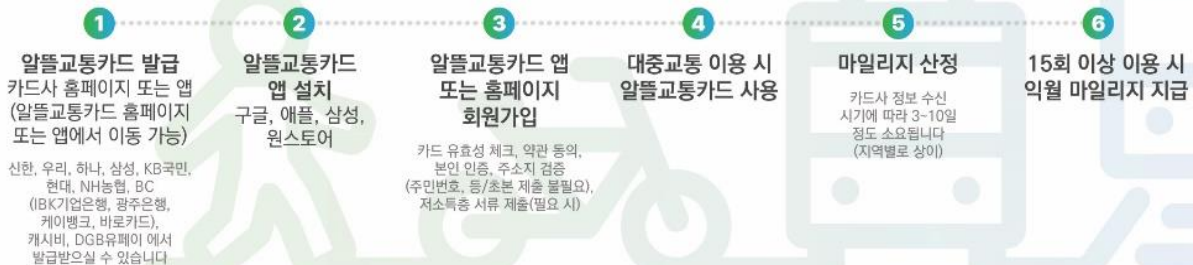 1
알뜰교통카드 발급
카드사 홈페이지 또는 앱
(알뜰교통카드 홈페이지
또는 앱에서 이동 가능)
신한, 우리, 하나, 삼성, KB국민,
현대, NH농협, BC
(IBK기업은행, 광주은행,
케이뱅크, 바로카드),
캐시비, DGB유페이 에서
발급받으실 수 있습니다
2
알뜰교통카드
앱 설치
구글, 애플, 삼성,
원스토어
3
알뜰교통카드 앱
또는 홈페이지
회원가입
카드 유효성 체크, 약관 동의,
본인 인증, 주소지 검증
(주민번호, 등/초본 제출 불필요),
저소득층 서류 제출(필요 시)
4
대중교통 이용 시
알뜰교통카드 사용
5
마일리지 산정
카드사 정보 수신
시기에 따라 3~10일
정도 소요됩니다
(지역별로 상이)
6
15회 이상 이용 시
익월 마일리지 지급